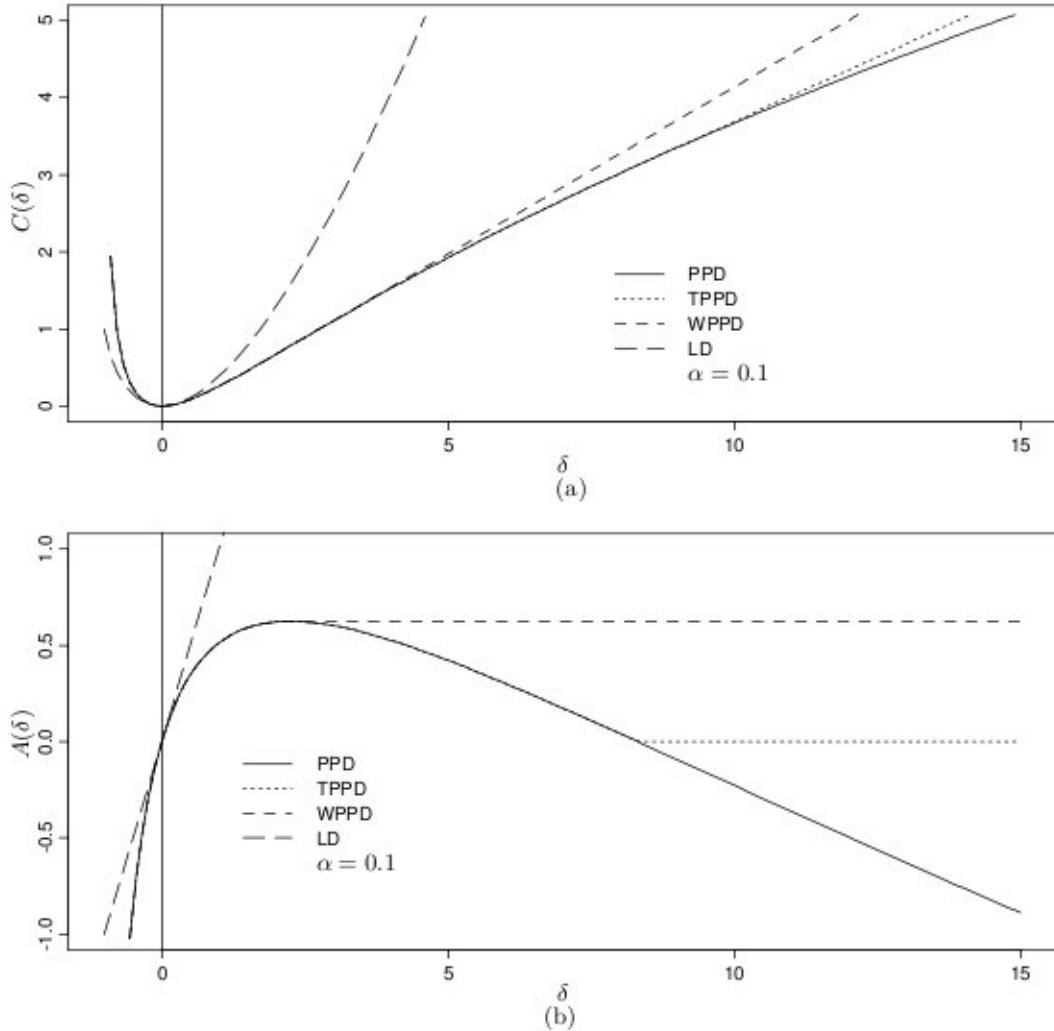 5
4
3
2
1
0
C(δ)
PPD
TPPD
WPPD
LD
α = 0.1
0 5 10 15
δ
(a)
1.0
0.5
0.0
-0.5
-1.0
A(δ)
PPD
TPPD
WPPD
LD
α = 0.1
0 5 10 15
δ
(b)